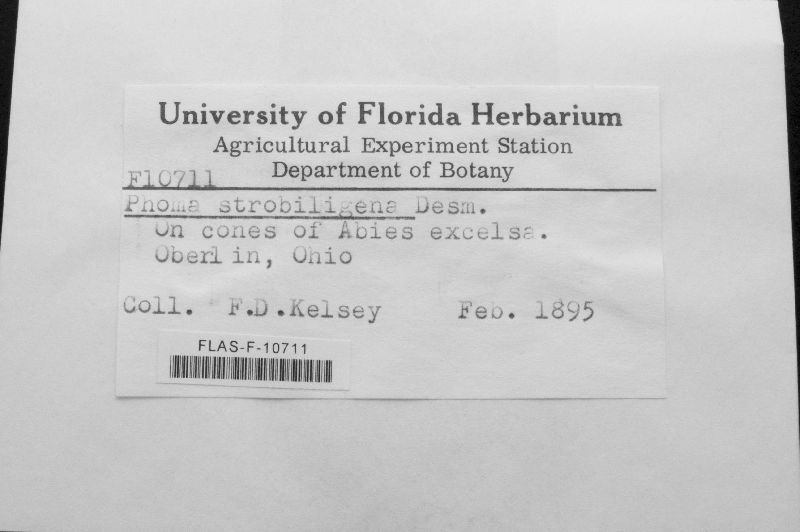 University of Florida Herbarium
Agricultural Experiment Station
Department of Botany
F10711
Phoma strobiligena Desm.
On cones of Abies excelsa.
Oberlin, Ohio
Coll. F.D.Kelsey Feb. 1895
FLAS-F-10711